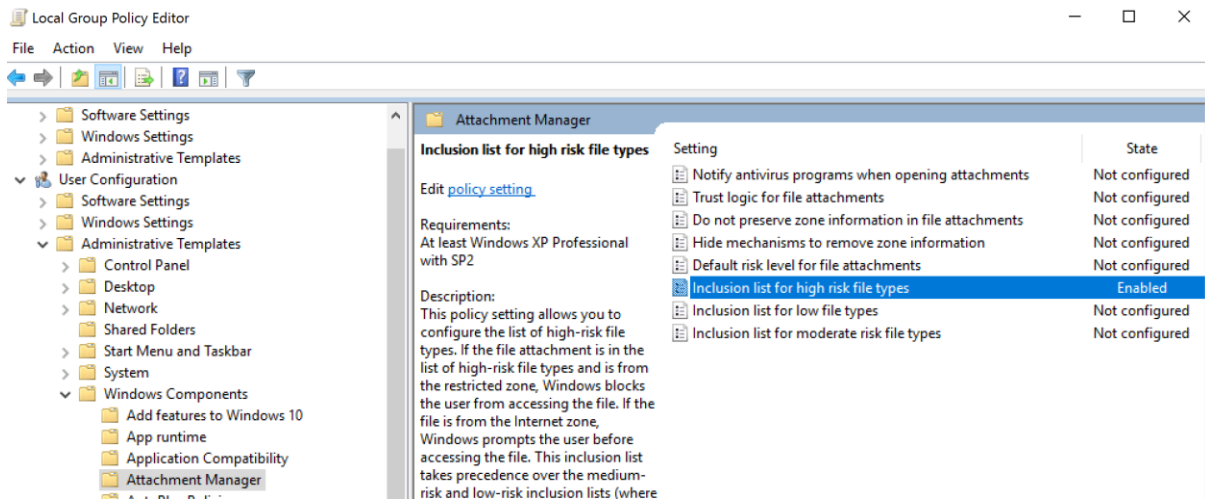 Local Group Policy Editor
File Action View Help
Software Settings
Windows Settings
Administrative Templates
User Configuration
Software Settings
Windows Settings
Administrative Templates
Control Panel
Desktop
Network
Shared Folders
Start Menu and Taskbar
System
Windows Components
Add features to Windows 10
App runtime
Application Compatibility
Attachment Manager
Attachment Manager
Inclusion list for high risk file types
Edit policy setting
Requirements:
At least Windows XP Professional
with SP2
Description:
This policy setting allows you to
configure the list of high-risk file
types. If the file attachment is in the
list of high-risk file types and is from
the restricted zone, Windows blocks
the user from accessing the file. If the
file is from the Internet zone,
Windows prompts the user before
accessing the file. This inclusion list
takes precedence over the medium-
risk and low-risk inclusion lists (where
Setting State
Notify antivirus programs when opening attachments Not configured
Trust logic for file attachments Not configured
Do not preserve zone information in file attachments Not configured
Hide mechanisms to remove zone information Not configured
Default risk level for file attachments Not configured
Inclusion list for high risk file types Enabled
Inclusion list for low file types Not configured
Inclusion list for moderate risk file types Not configured